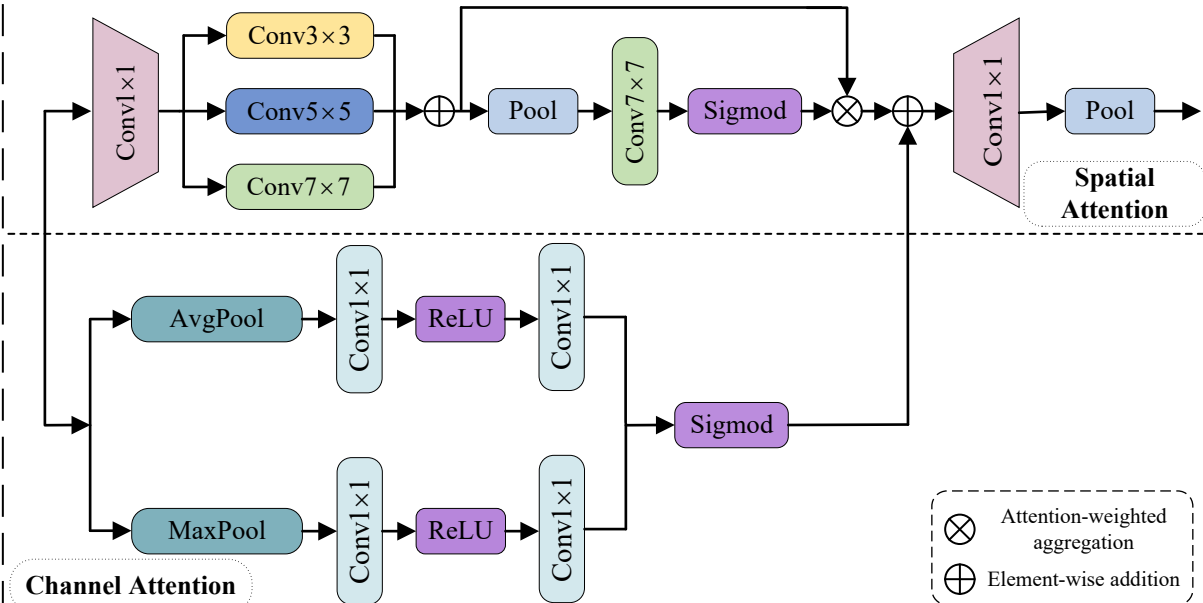 Conv1×1
Conv3×3
Conv5×5
Conv7×7
Pool
Conv7×7
Sigmod
Conv1×1
Pool
Spatial
Attention
AvgPool
Conv1×1
ReLU
Conv1×1
Sigmod
MaxPool
Conv1×1
ReLU
Conv1×1
Channel Attention
Attention-weighted
aggregation
Element-wise addition